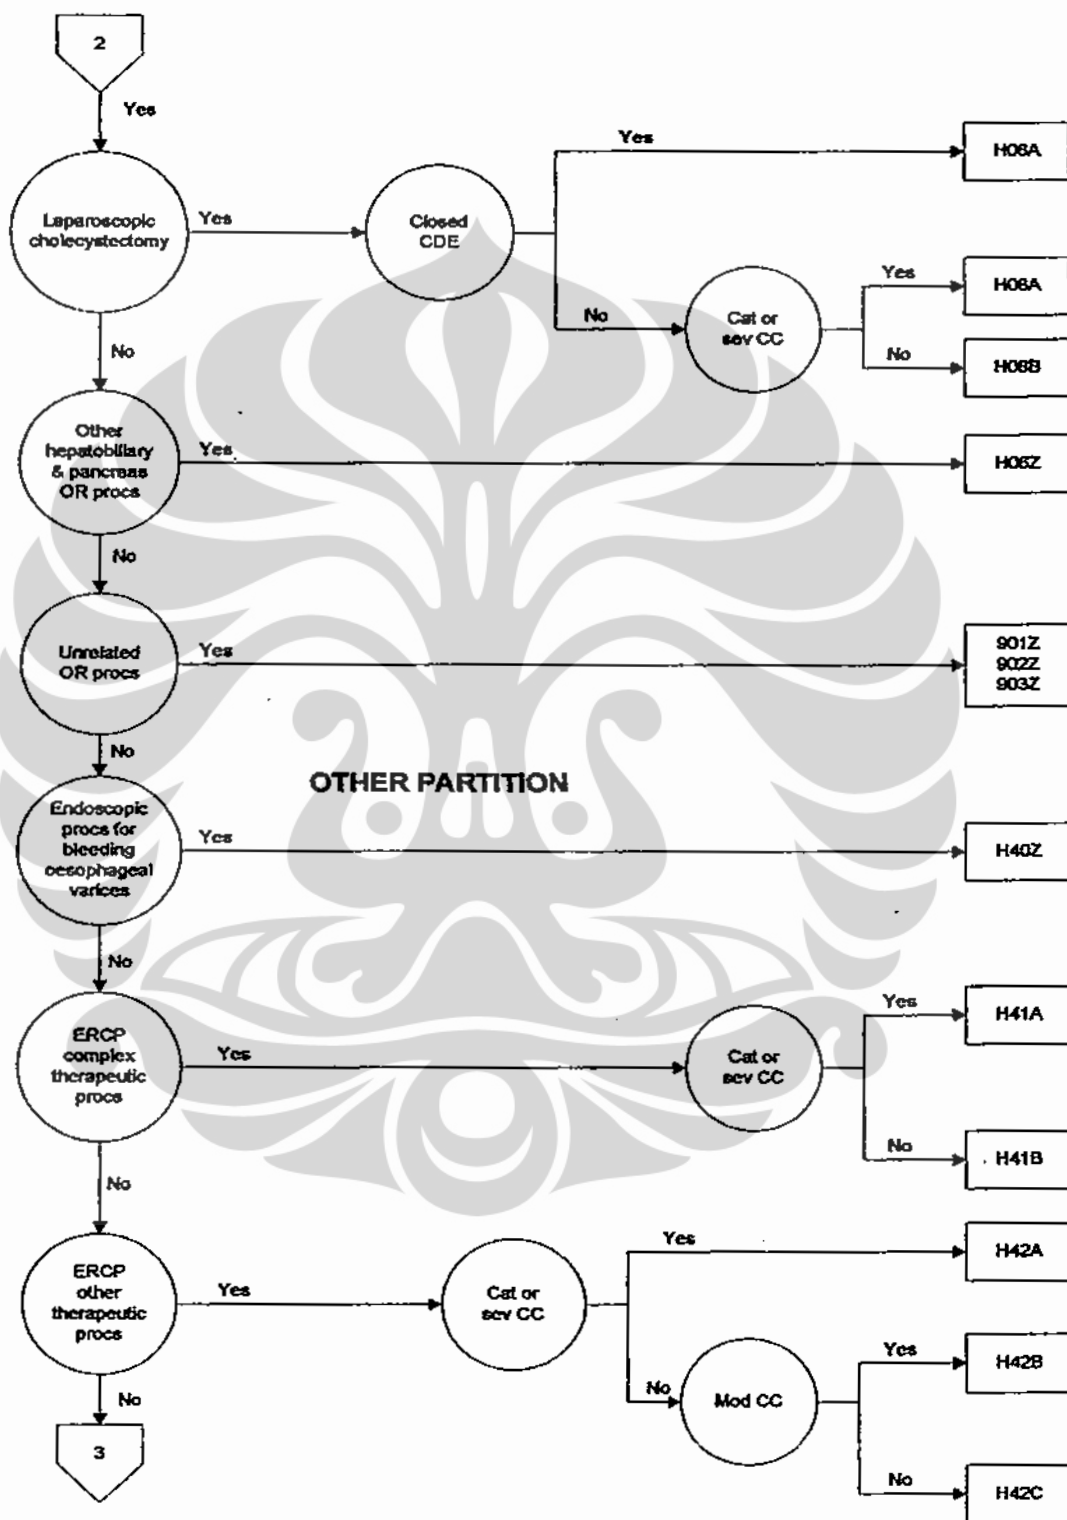 2
Yes
Laparoscopic
cholecystectomy
Yes
Closed
CDE
Yes
H08A
No
Cat or
sev CC
Yes
H08A
No
H08B
No
Other
hepatobiliary
& pancreas
OR procs
Yes
H06Z
No
Unrelated
OR procs
Yes
901Z
902Z
903Z
No
OTHER PARTITION
Endoscopic
procs for
bleeding
oesophageal
varices
Yes
H40Z
No
ERCP
complex
therapeutic
procs
Yes
Cat or
sev CC
Yes
H41A
No
H41B
No
ERCP
other
therapeutic
procs
Yes
Cat or
sev CC
Yes
H42A
No
Mod CC
Yes
H42B
No
H42C
No
3